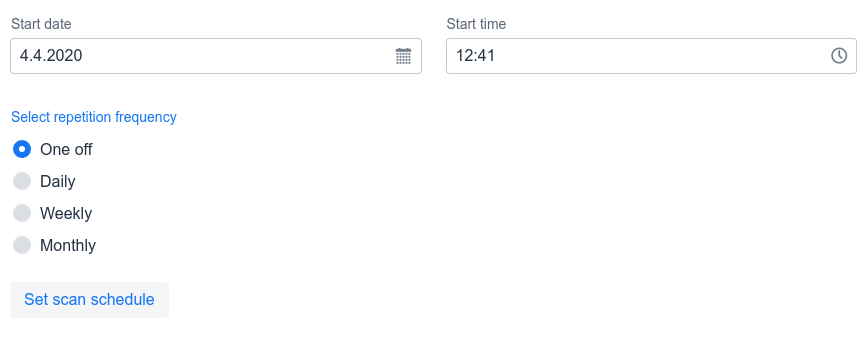 Start date
Start time
4.4.2020
12:41
Select repetition frequency
One off
Daily
Weekly
Monthly
Set scan schedule